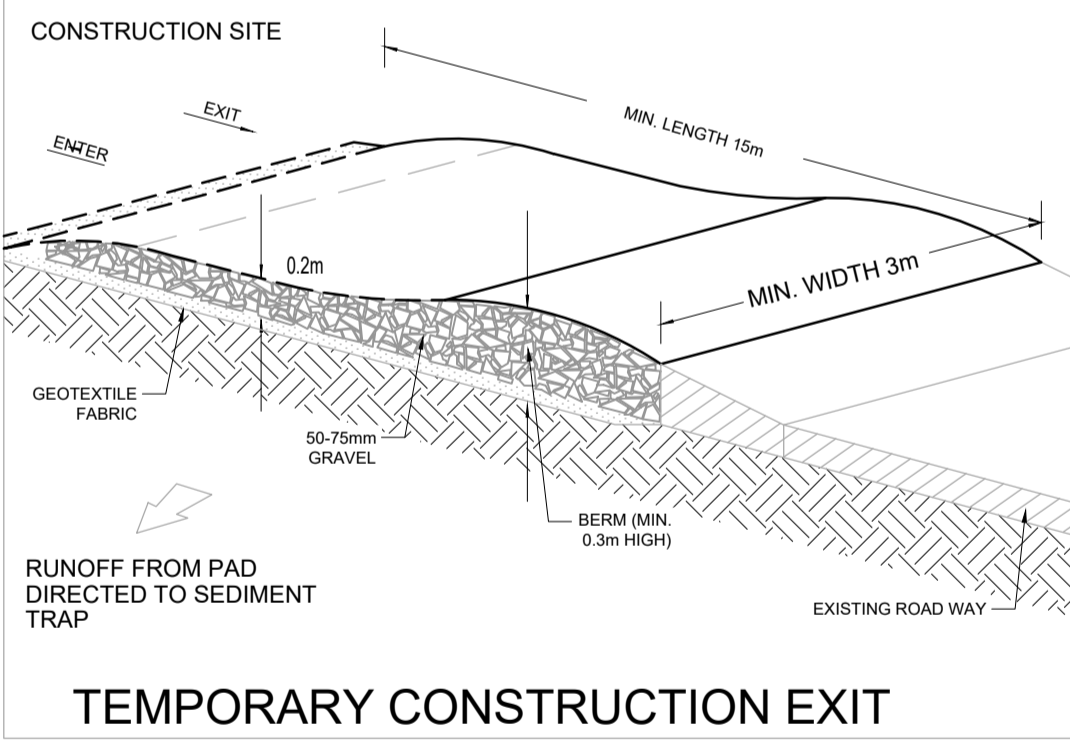 CONSTRUCTION SITE
EXIT
ENTER
MIN. LENGTH 15m
0.2m
MIN. WIDTH 3m
GEOTEXTILE
FABRIC
50-75mm
GRAVEL
BERM (MIN.
0.3m HIGH)
RUNOFF FROM PAD
DIRECTED TO SEDIMENT
TRAP
EXISTING ROAD WAY
TEMPORARY CONSTRUCTION EXIT